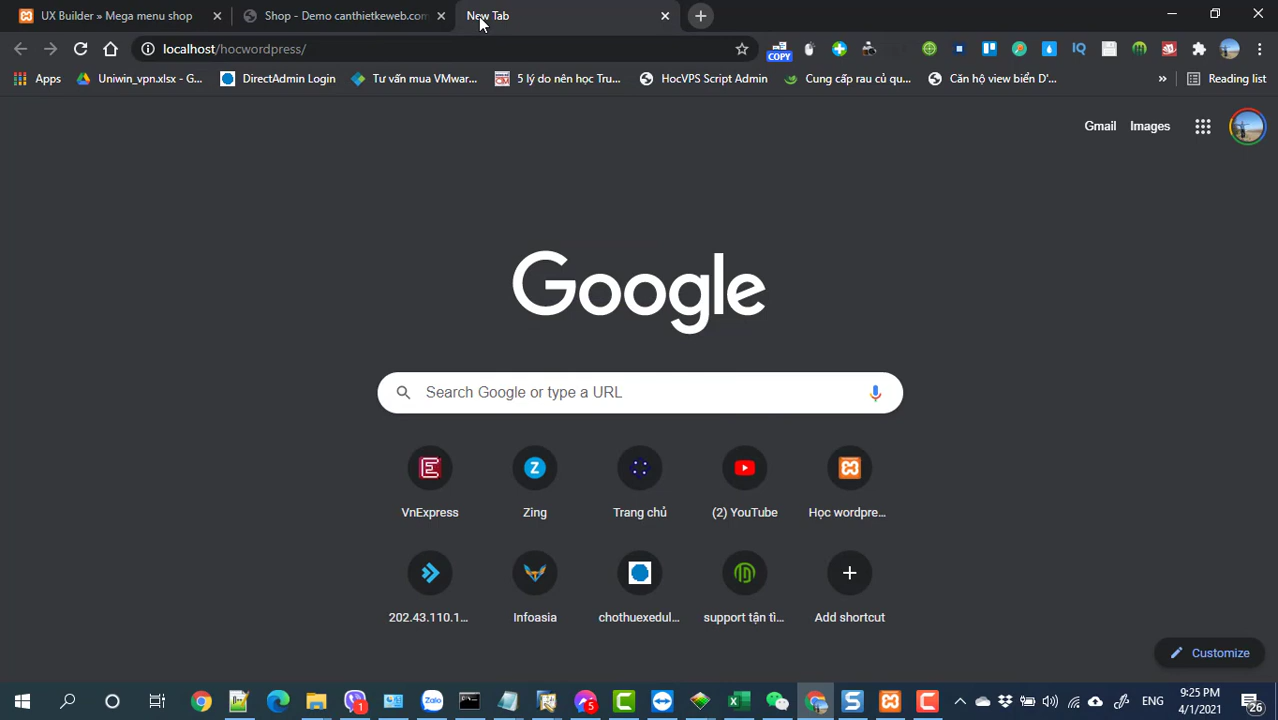 UX Builder » Mega menu shop
Shop - Demo canthietkeweb.com
New Tab
localhost/hocwordpress/
COPY
IQ
Apps
Uniwin_vpn.xlsx - G...
DirectAdmin Login
Tư vấn mua VMwar...
5 lý do nên học Tru...
HocVPS Script Admin
Cung cấp rau củ qu...
Căn hộ view biển D'...
»
Reading list
Gmail
Images
Google
Search Google or type a URL
VnExpress
Zing
Trang chủ
(2) YouTube
Học wordpre...
202.43.110.1...
Infoasia
chothuexedul...
support tận tì...
Add shortcut
Customize
1
Zalo
5
ENG
9:25 PM
4/1/2021
26